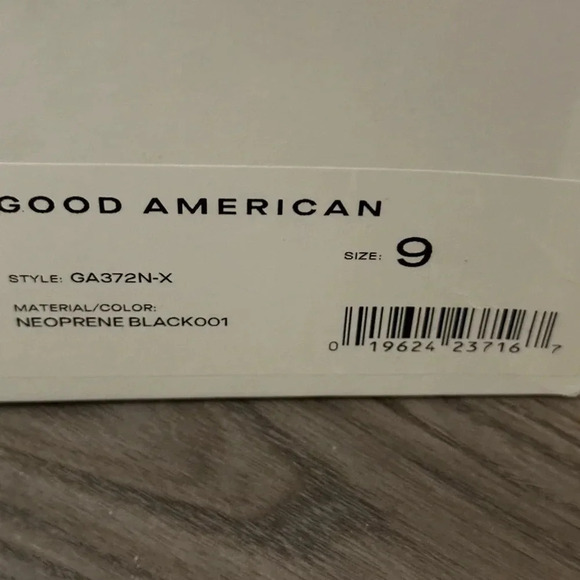 GOOD AMERICAN
SIZE: 9
STYLE: GA372N-X
MATERIAL/COLOR:
NEOPRENE BLACK001
0 19624 23716 7